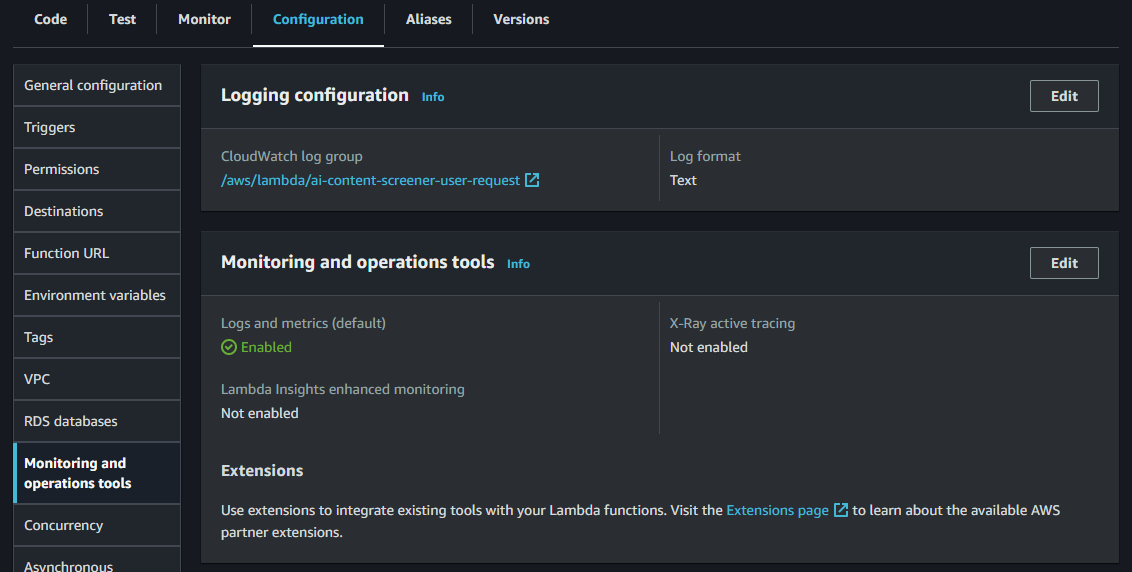 Code
Test
Monitor
Configuration
Aliases
Versions
General configuration
Triggers
Permissions
Destinations
Function URL
Environment variables
Tags
VPC
RDS databases
Monitoring and
operations tools
Concurrency
Asynchronous
Logging configuration Info
Edit
CloudWatch log group
/aws/lambda/ai-content-screener-user-request
Log format
Text
Monitoring and operations tools Info
Edit
Logs and metrics (default)
Enabled
X-Ray active tracing
Not enabled
Lambda Insights enhanced monitoring
Not enabled
Extensions
Use extensions to integrate existing tools with your Lambda functions. Visit the Extensions page to learn about the available AWS
partner extensions.